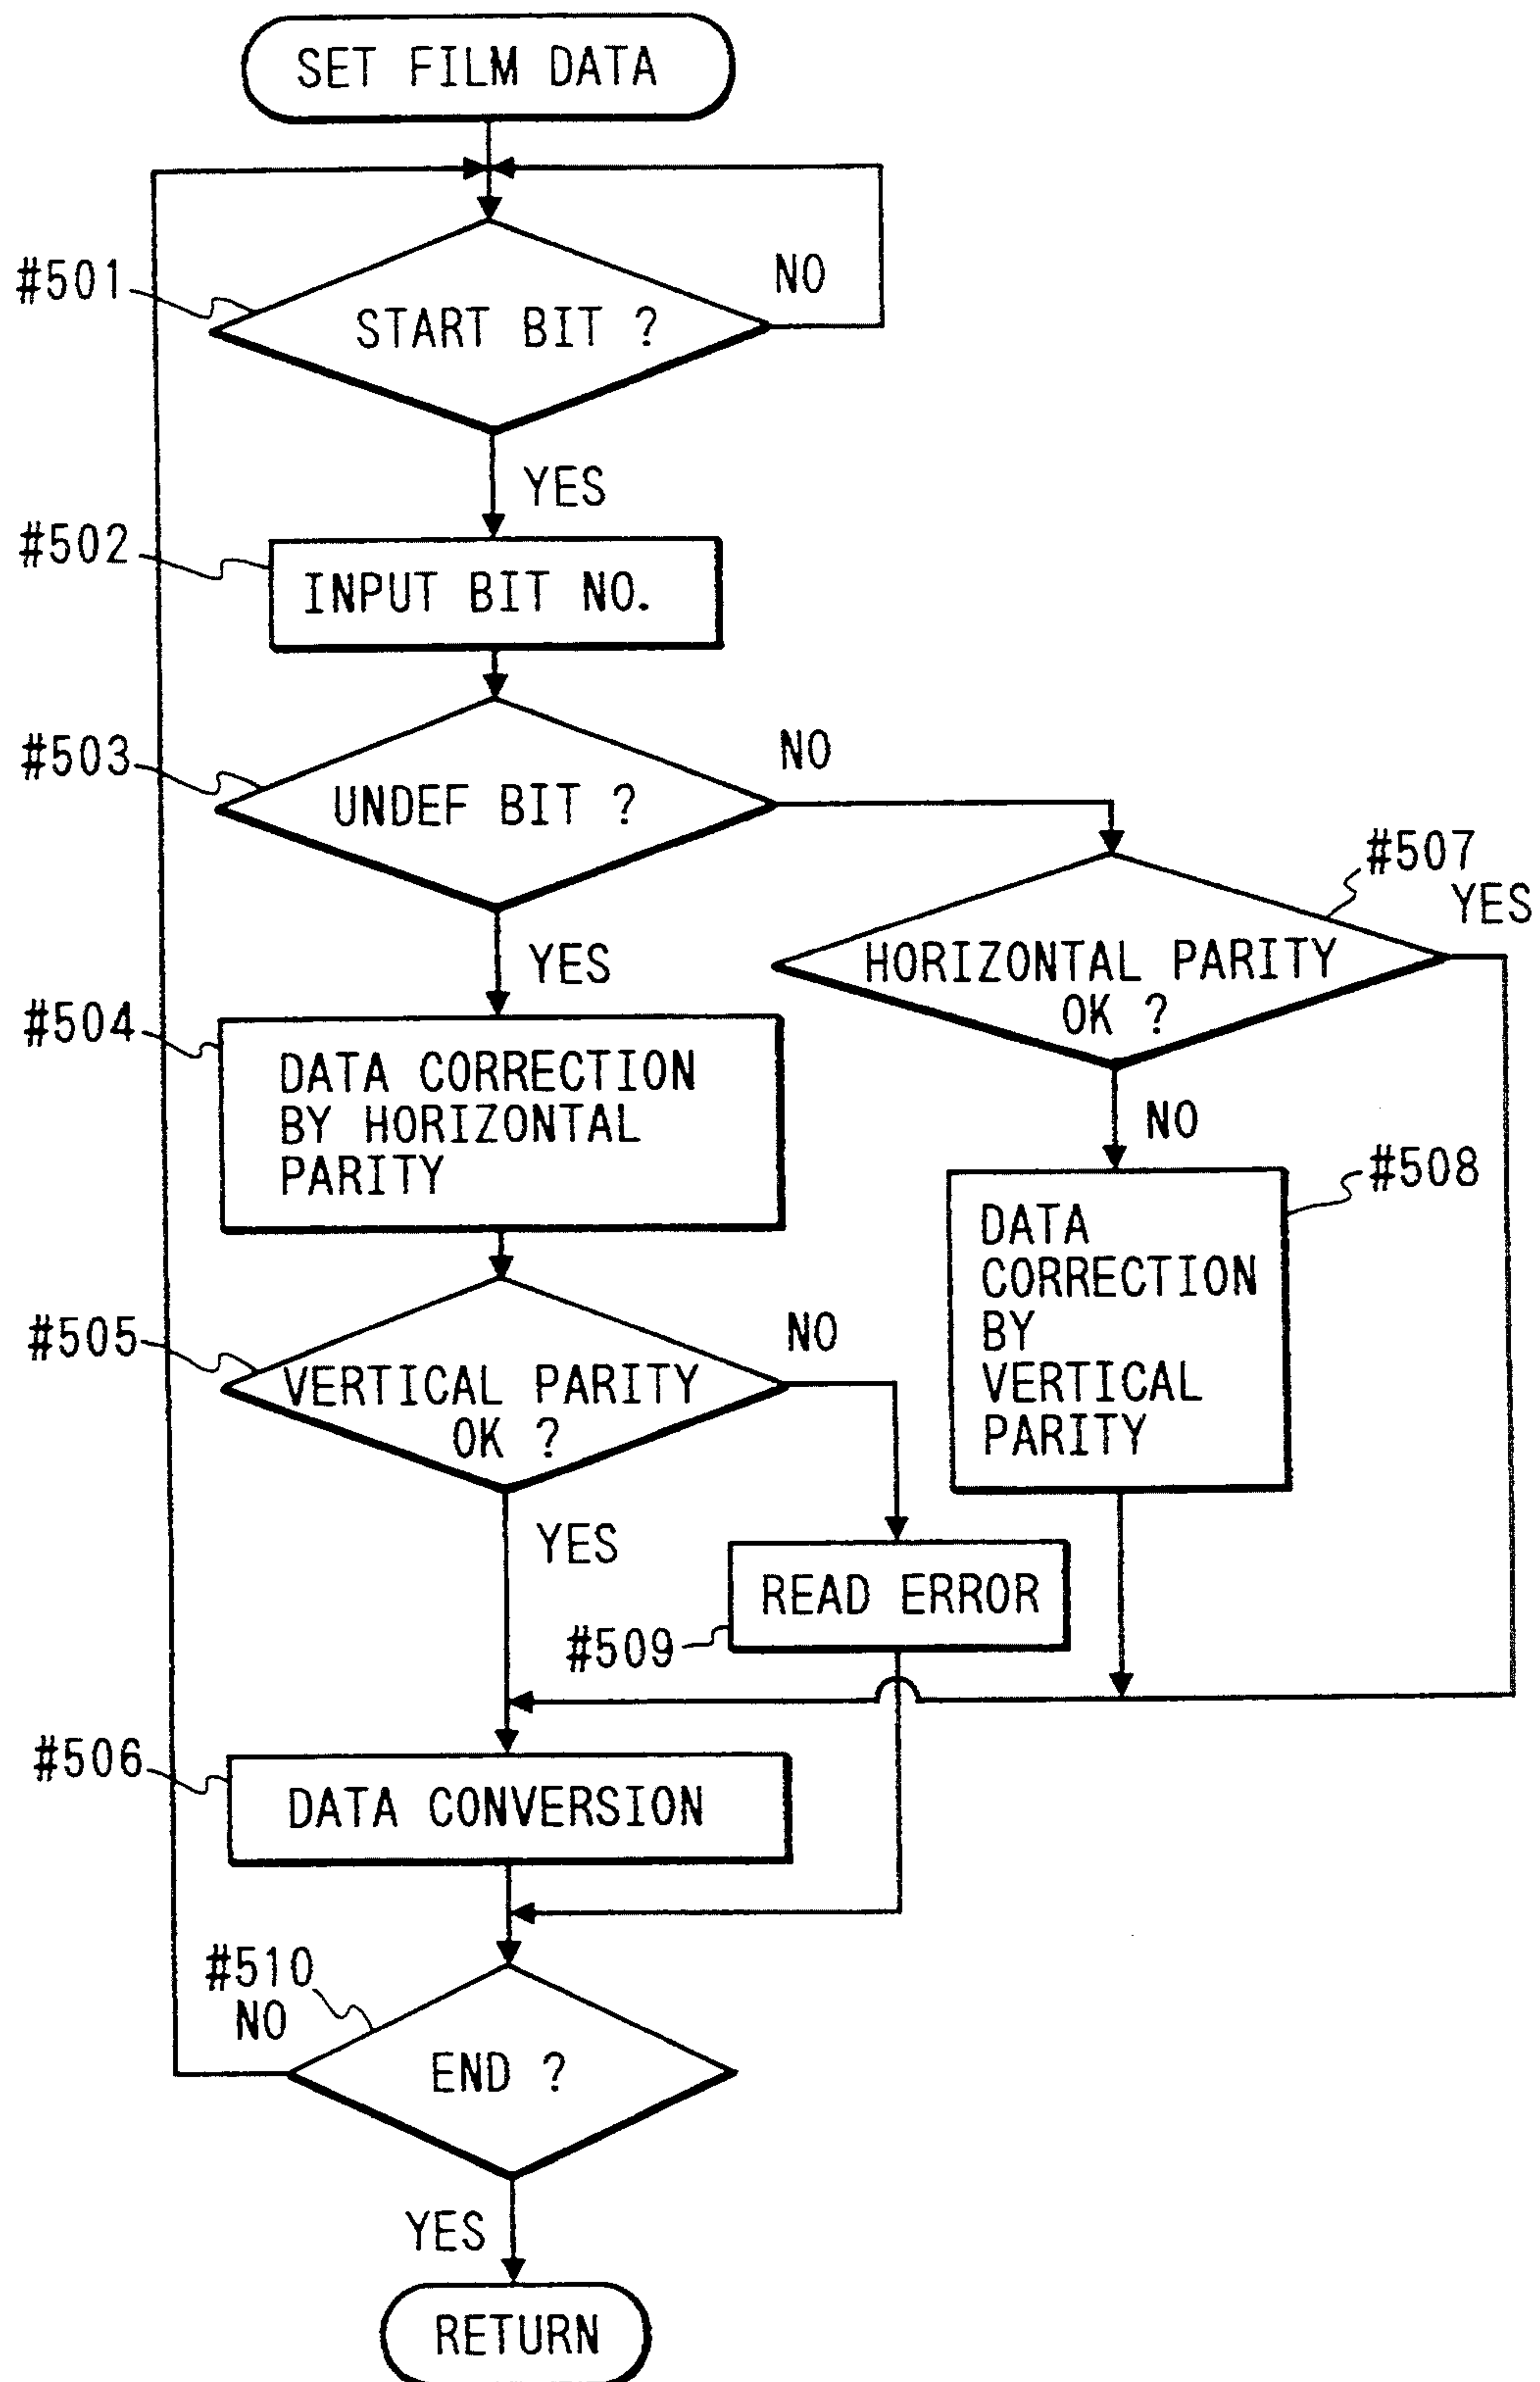 SET FILM DATA
#501
NO
START BIT ?
YES
#502
INPUT BIT NO.
#503
NO
UNDEF BIT ?
#507
YES
YES
HORIZONTAL PARITY
OK ?
#504
DATA CORRECTION
BY HORIZONTAL
PARITY
NO
#508
DATA
CORRECTION
BY
VERTICAL
PARITY
#505
NO
VERTICAL PARITY
OK ?
YES
READ ERROR
#509
#506
DATA CONVERSION
#510
NO
END ?
YES
RETURN